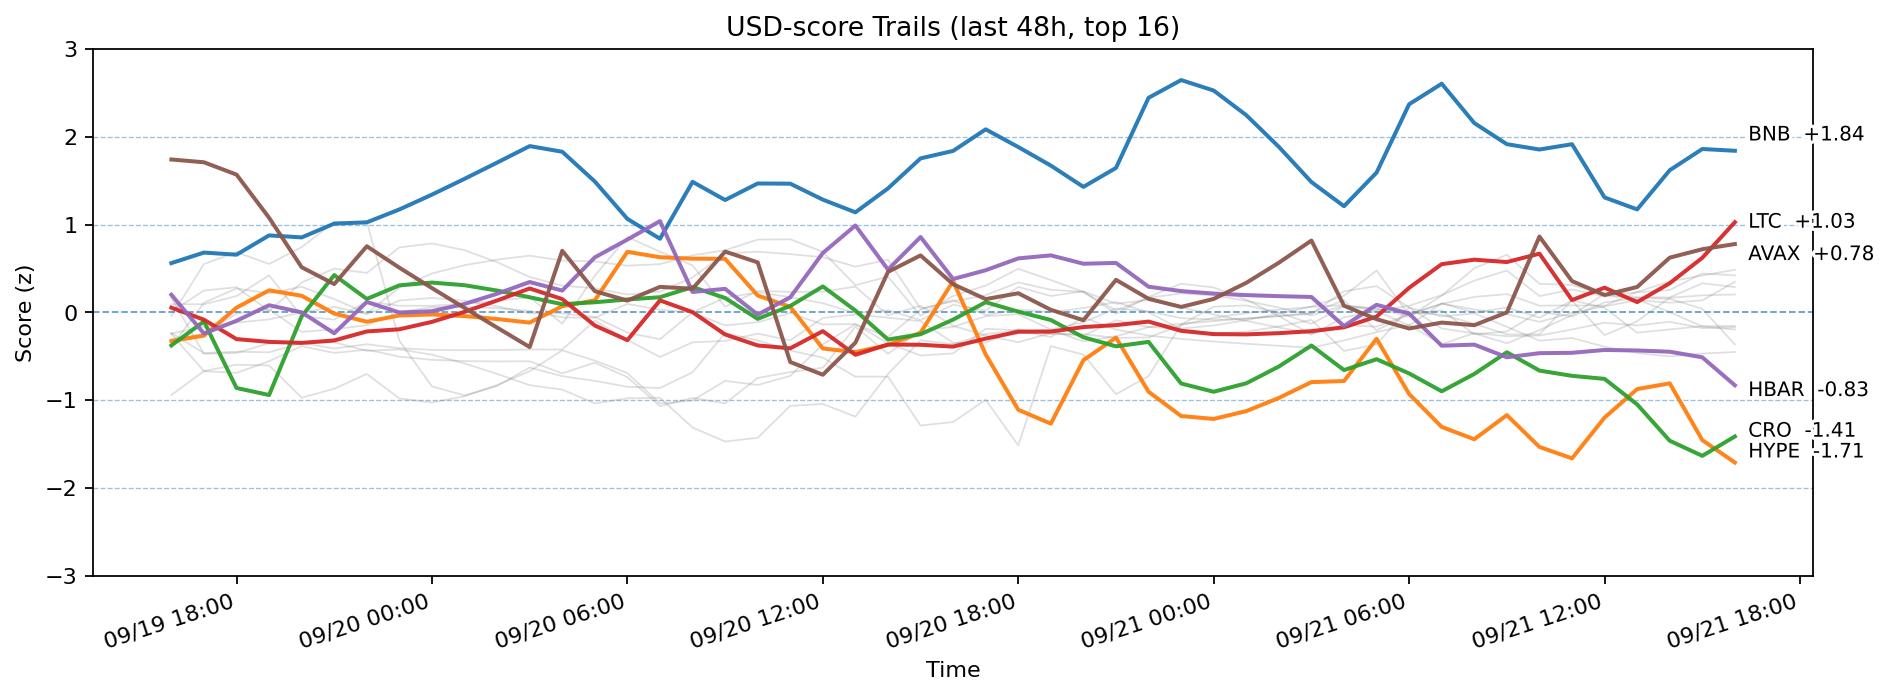 USD-score Trails (last 48h, top 16)
3
2
1
0
−1
−2
−3
Score (z)
BNB +1.84
LTC +1.03
AVAX +0.78
HBAR -0.83
CRO -1.41
HYPE -1.71
09/19 18:00
09/20 00:00
09/20 06:00
09/20 12:00
09/20 18:00
09/21 00:00
09/21 06:00
09/21 12:00
09/21 18:00
Time